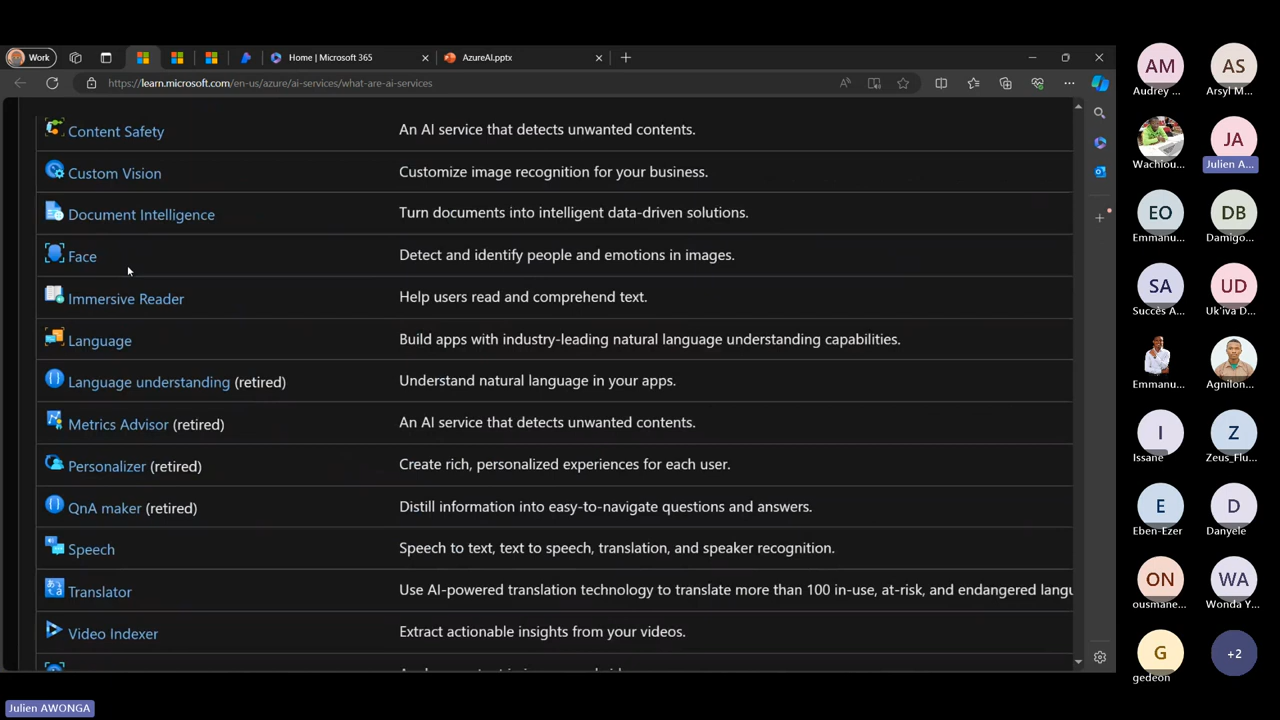 Work
Home | Microsoft 365
AzureAI.pptx
https://learn.microsoft.com/en-us/azure/ai-services/what-are-ai-services
Content Safety An AI service that detects unwanted contents.
Custom Vision Customize image recognition for your business.
Document Intelligence Turn documents into intelligent data-driven solutions.
Face Detect and identify people and emotions in images.
Immersive Reader Help users read and comprehend text.
Language Build apps with industry-leading natural language understanding capabilities.
Language understanding (retired) Understand natural language in your apps.
Metrics Advisor (retired) An AI service that detects unwanted contents.
Personalizer (retired) Create rich, personalized experiences for each user.
QnA maker (retired) Distill information into easy-to-navigate questions and answers.
Speech Speech to text, text to speech, translation, and speaker recognition.
Translator Use AI-powered translation technology to translate more than 100 in-use, at-risk, and endangered langu
Video Indexer Extract actionable insights from your videos.
AM AS
Audrey ... Arsyl M...
JA
Wachiou... Julien A...
EO DB
Emmanu... Damigo...
SA UD
Succès A... Uk'iva D...
Emmanu... Agnilon...
I Z
Issane Zeus_Flu...
E D
Eben-Ezer Danyele
ON WA
ousmane... Wonda Y...
G +2
gedeon
Julien AWONGA